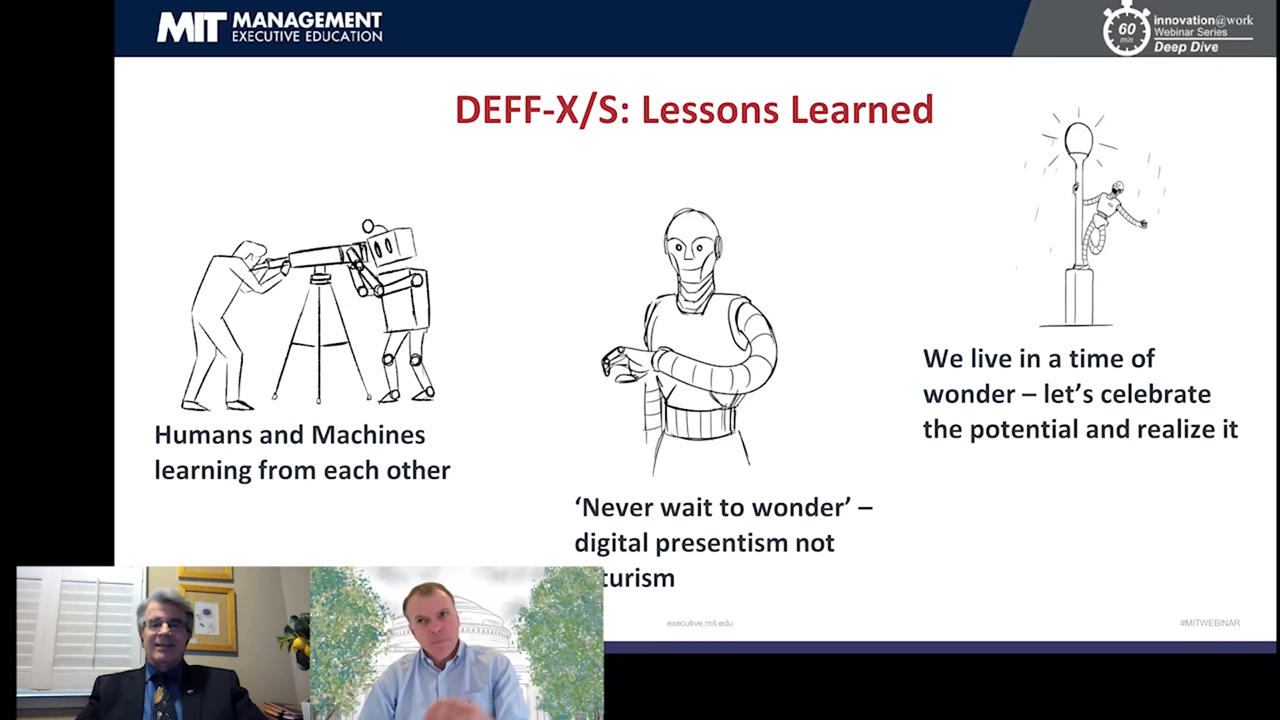 MIT MANAGEMENT
EXECUTIVE EDUCATION
60
min
innovation@work
Webinar Series
Deep Dive
DEFF-X/S: Lessons Learned
Humans and Machines
learning from each other
‘Never wait to wonder’ –
digital presentism not
turism
We live in a time of
wonder – let’s celebrate
the potential and realize it
executive.mit.edu
#MITWEBINAR